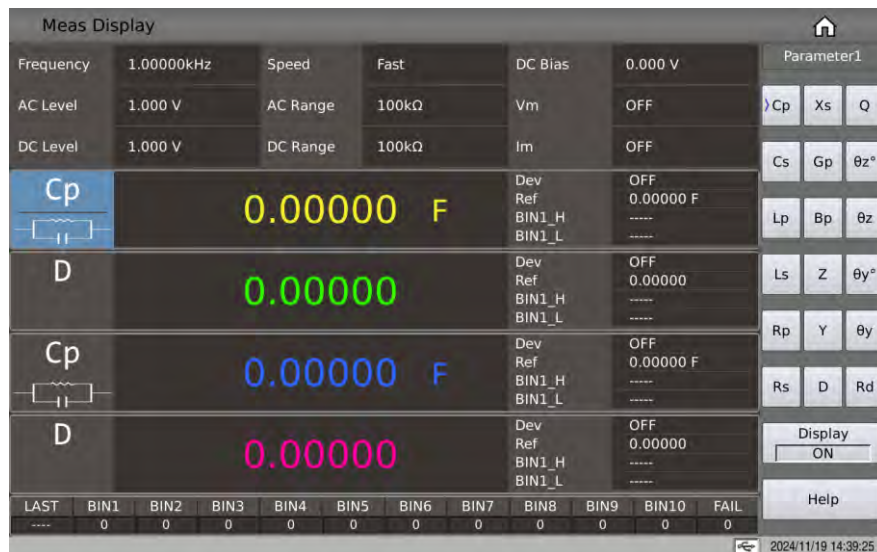 Meas Display
Frequency 1.00000kHz Speed Fast DC Bias 0.000 V
AC Level 1.000 V AC Range 100kΩ Vm OFF
DC Level 1.000 V DC Range 100kΩ Im OFF
Cp 0.00000 F
Dev OFF
Ref 0.00000 F
BIN1_H -----
BIN1_L -----
D 0.00000
Dev OFF
Ref 0.00000
BIN1_H -----
BIN1_L -----
Cp 0.00000 F
Dev OFF
Ref 0.00000 F
BIN1_H -----
BIN1_L -----
D 0.00000
Dev OFF
Ref 0.00000
BIN1_H -----
BIN1_L -----
LAST BIN1 BIN2 BIN3 BIN4 BIN5 BIN6 BIN7 BIN8 BIN9 BIN10 FAIL
---- 0 0 0 0 0 0 0 0 0 0 0
Parameter1
Cp Xs Q
Cs Gp θz°
Lp Bp θz
Ls Z θy°
Rp Y θy
Rs D Rd
Display
ON
Help
2024/11/19 14:39:25